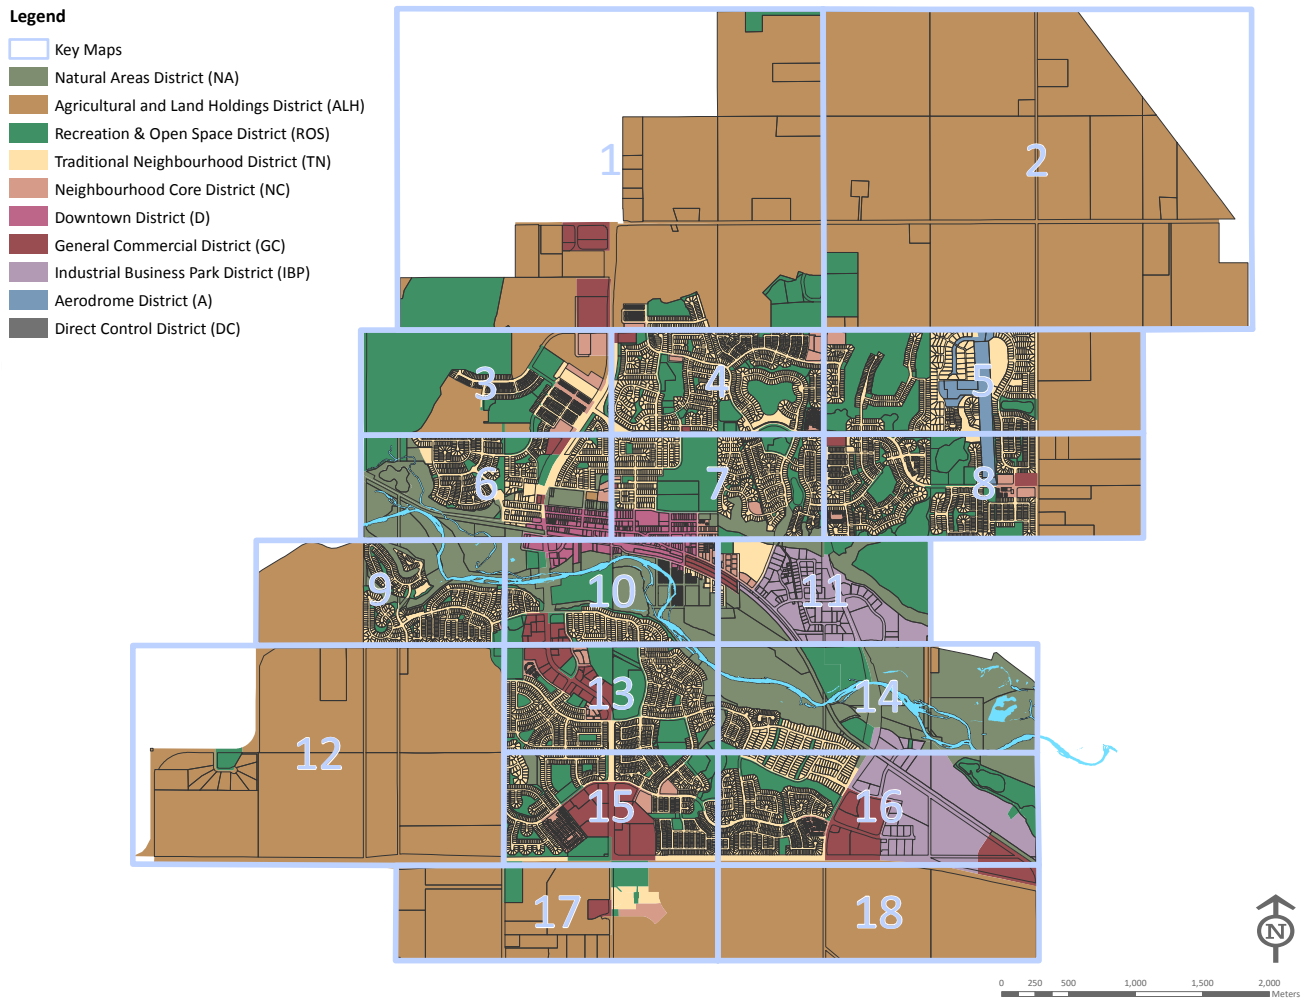 Legend
Key Maps
Natural Areas District (NA)
Agricultural and Land Holdings District (ALH)
Recreation & Open Space District (ROS)
Traditional Neighbourhood District (TN)
Neighbourhood Core District (NC)
Downtown District (D)
General Commercial District (GC)
Industrial Business Park District (IBP)
Aerodrome District (A)
Direct Control District (DC)
1
2
3
4
5
6
7
8
9
10
11
12
13
14
15
16
17
18
N
0 250 500 1,000 1,500 2,000
Meters